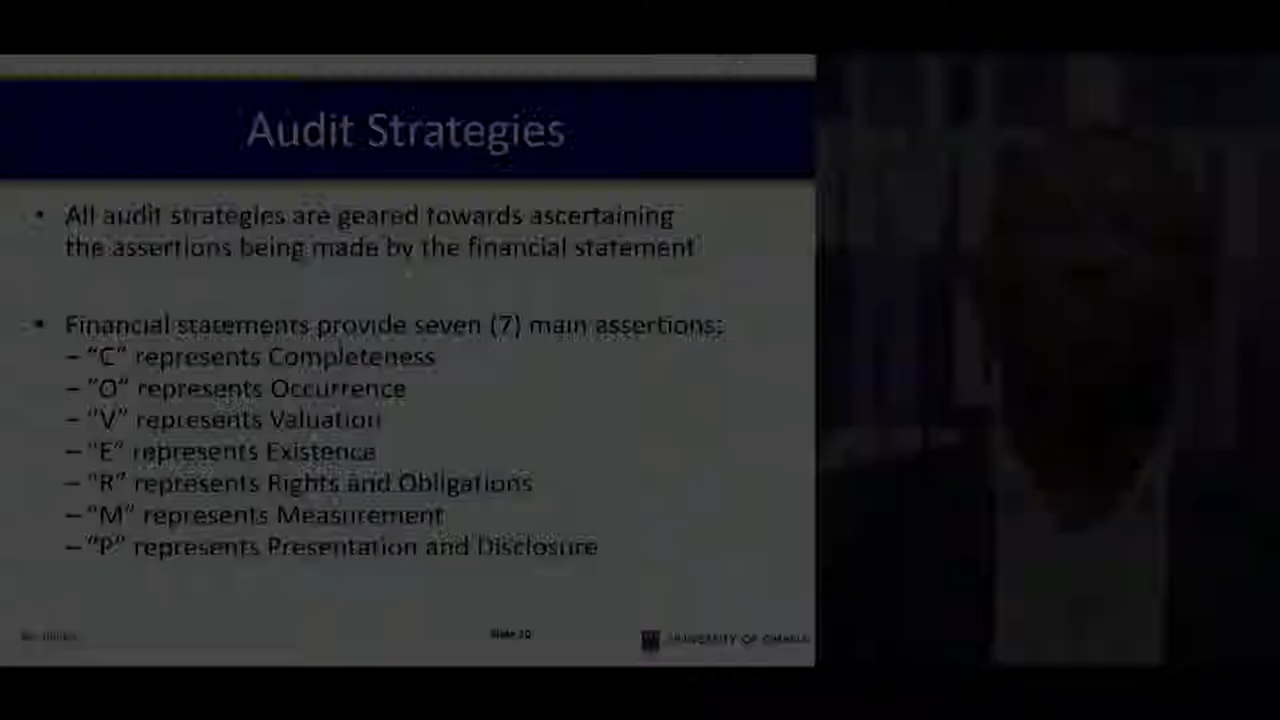 Audit Strategies
• All audit strategies are geared towards ascertaining
the assertions being made by the financial statement
• Financial statements provide seven (7) main assertions:
– “C” represents Completeness
– “O” represents Occurrence
– “V” represents Valuation
– “E” represents Existence
– “R” represents Rights and Obligations
– “M” represents Measurement
– “P” represents Presentation and Disclosure
UNIVERSITY OF GHANA